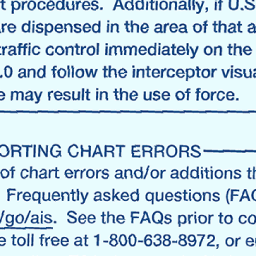 t procedures. Additionally, if U.S
re dispensed in the area of that a
traffic control immediately on the
.0 and follow the interceptor visua
e may result in the use of force.
ORTING CHART ERRORS
of chart errors and/or additions th
Frequently asked questions (FAC
/go/ais. See the FAQs prior to co
e toll free at 1-800-638-8972, or e